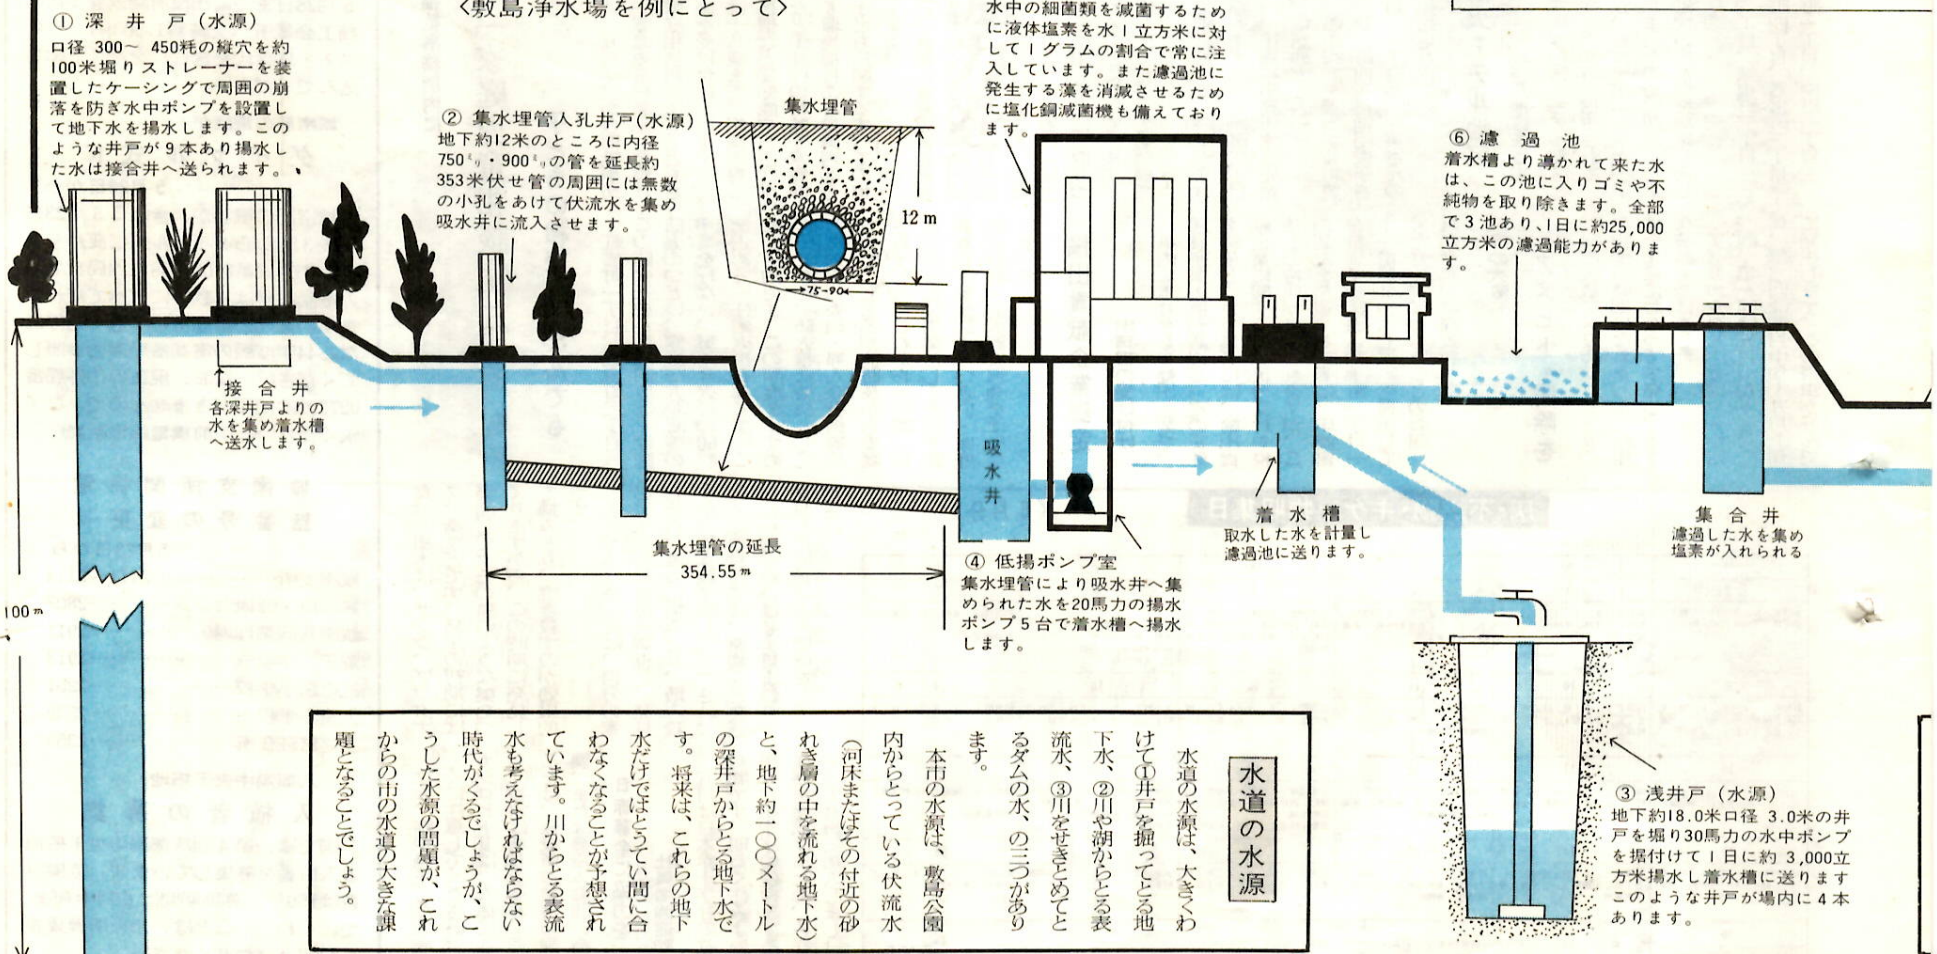 <敷島浄水場を例にとって>
① 深井戸(水源)
口径 300～ 450粍の縦穴を約
100米堀りストレーナーを装
置したケーシングで周囲の崩
落を防ぎ水中ポンプを設置し
て地下水を揚水します。この
ような井戸が9本あり揚水し
た水は接合井へ送られます。
② 集水埋管人孔井戸(水源)
地下約12米のところに内径
750㍉・900㍉の管を延長約
353米伏せ管の周囲には無数
の小孔をあけて伏流水を集め
吸水井に流入させます。
集水埋管
12m
75-90
水中の細菌類を減菌するため
に液体塩素を水1立方米に対
して1グラムの割合で常に注
入しています。また濾過池に
発生する藻を消滅させるため
に塩化銅減菌機も備えており
ます。
⑥ 濾過池
着水槽より導かれて来た水
は、この池に入りゴミや不
純物を取り除きます。全部
で3池あり、1日に約25,000
立方米の濾過能力がありま
す。
接合井
各深井戸よりの
水を集め着水槽
へ送水します。
吸水井
着水槽
取水した水を計量し
濾過池に送ります。
集合井
濾過した水を集め
塩素が入れられる
集水埋管の延長
354.55m
④ 低揚ポンプ室
集水埋管により吸水井へ集
められた水を20馬力の揚水
ポンプ5台で着水槽へ揚水
します。
100m
③ 浅井戸(水源)
地下約18.0米口径 3.0米の井
戸を堀り30馬力の水中ポンプ
を据付けて1日に約 3,000立
方米揚水し着水槽に送ります
このような井戸が場内に4本
あります。
水道の水源
水道の水源は、大きくわ
けて①井戸を掘ってとる地
下水、②川や湖からとる表
流水、③川をせきとめてと
るダムの水、の三つがあり
ます。
本市の水源は、敷島公園
内からとっている伏流水
(河床またはその付近の砂
れき層の中を流れる地下水)
と、地下約一〇〇メートル
の深井戸からとる地下水で
す。将来は、これらの地下
水だけではとうてい間に合
わなくなることが予想され
ています。川からとる表流
水も考えなければならない
時代がくるでしょうが、こ
うした水源の問題が、これ
からの市の水道の大きな課
題となることでしょう。